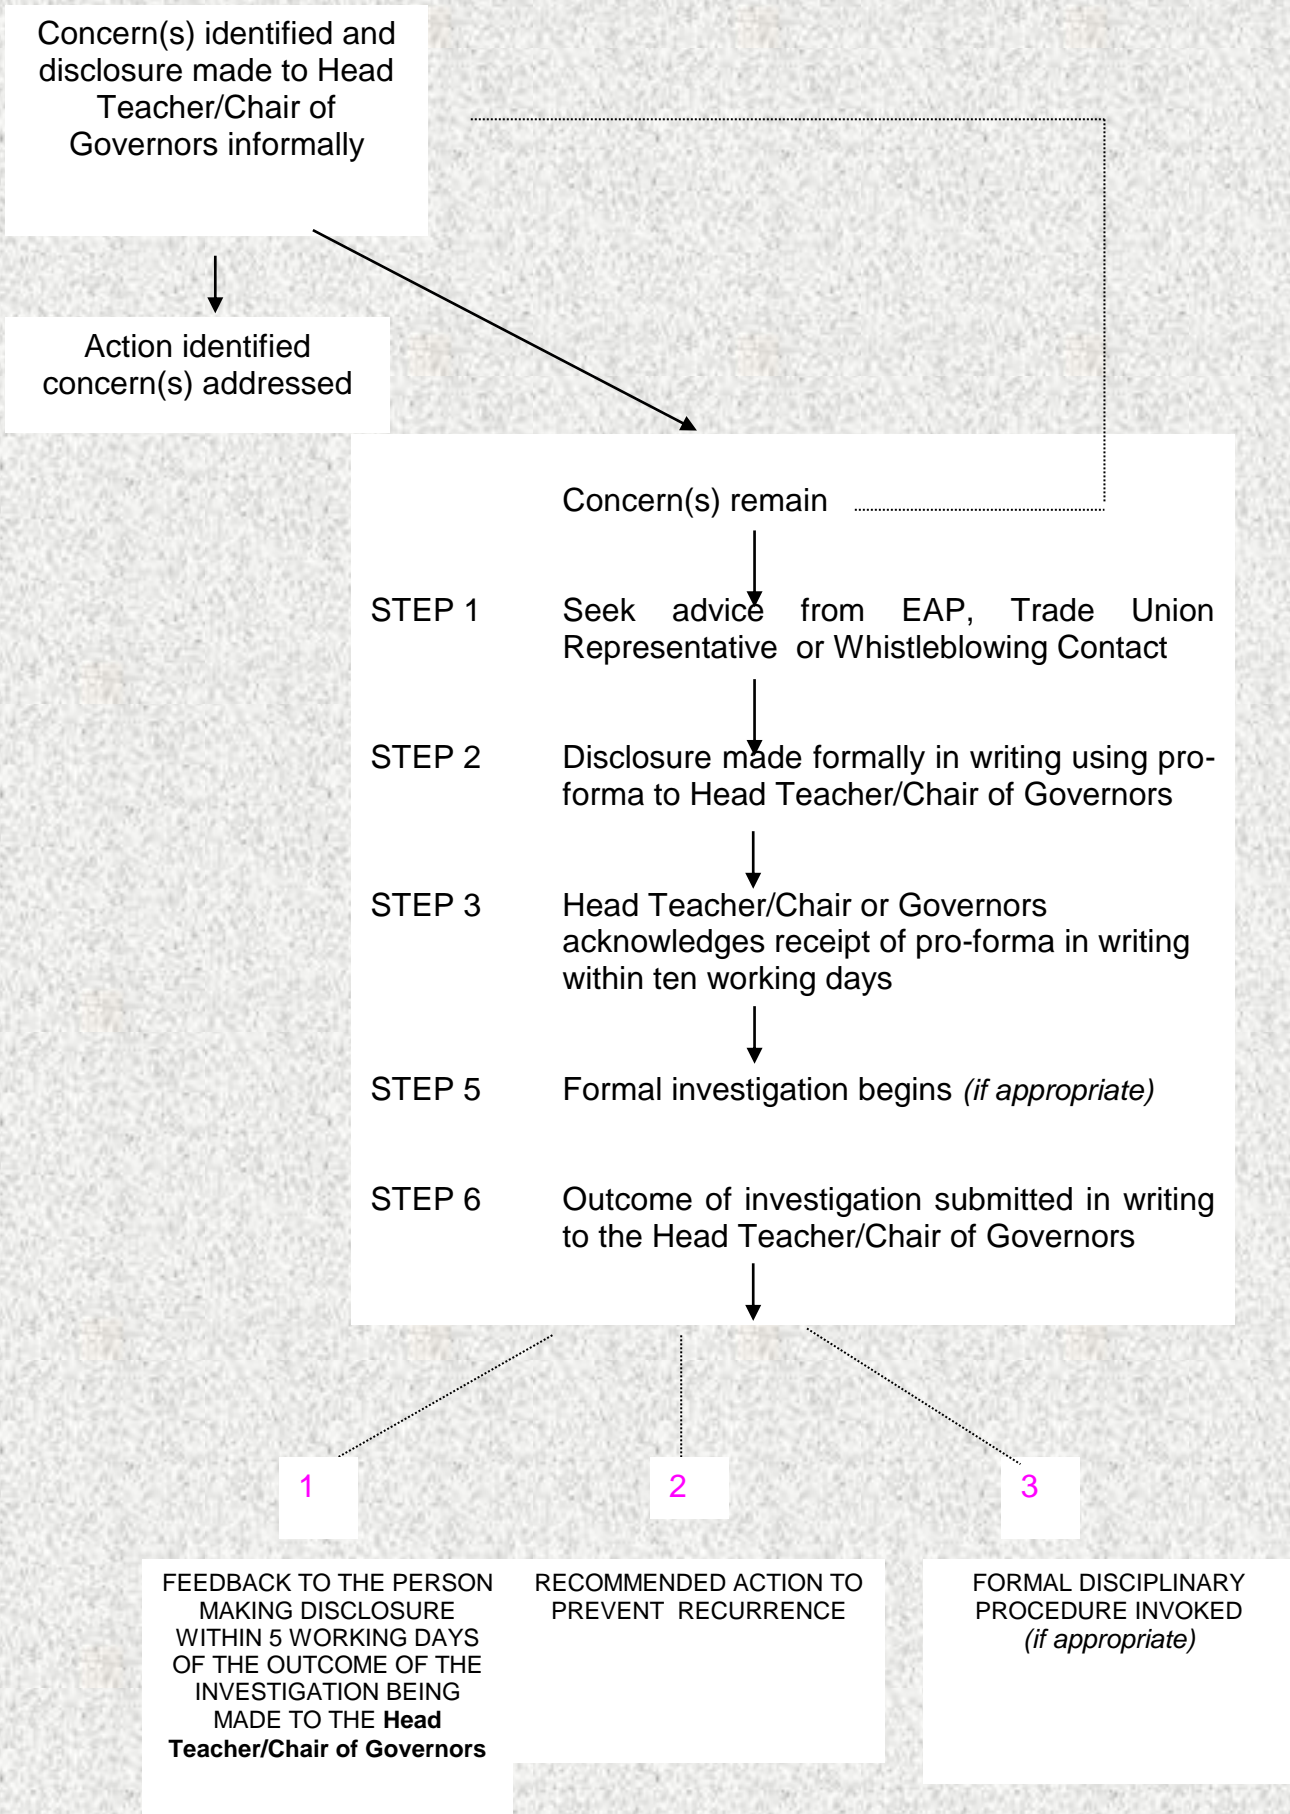 Concern(s) identified and
disclosure made to Head
Teacher/Chair of
Governors informally
Action identified
concern(s) addressed
Concern(s) remain
STEP 1 Seek advice from EAP, Trade Union
Representative or Whistleblowing Contact
STEP 2 Disclosure made formally in writing using pro-
forma to Head Teacher/Chair of Governors
STEP 3 Head Teacher/Chair or Governors
acknowledges receipt of pro-forma in writing
within ten working days
STEP 5 Formal investigation begins (if appropriate)
STEP 6 Outcome of investigation submitted in writing
to the Head Teacher/Chair of Governors
1
FEEDBACK TO THE PERSON
MAKING DISCLOSURE
WITHIN 5 WORKING DAYS
OF THE OUTCOME OF THE
INVESTIGATION BEING
MADE TO THE Head
Teacher/Chair of Governors
2
RECOMMENDED ACTION TO
PREVENT RECURRENCE
3
FORMAL DISCIPLINARY
PROCEDURE INVOKED
(if appropriate)